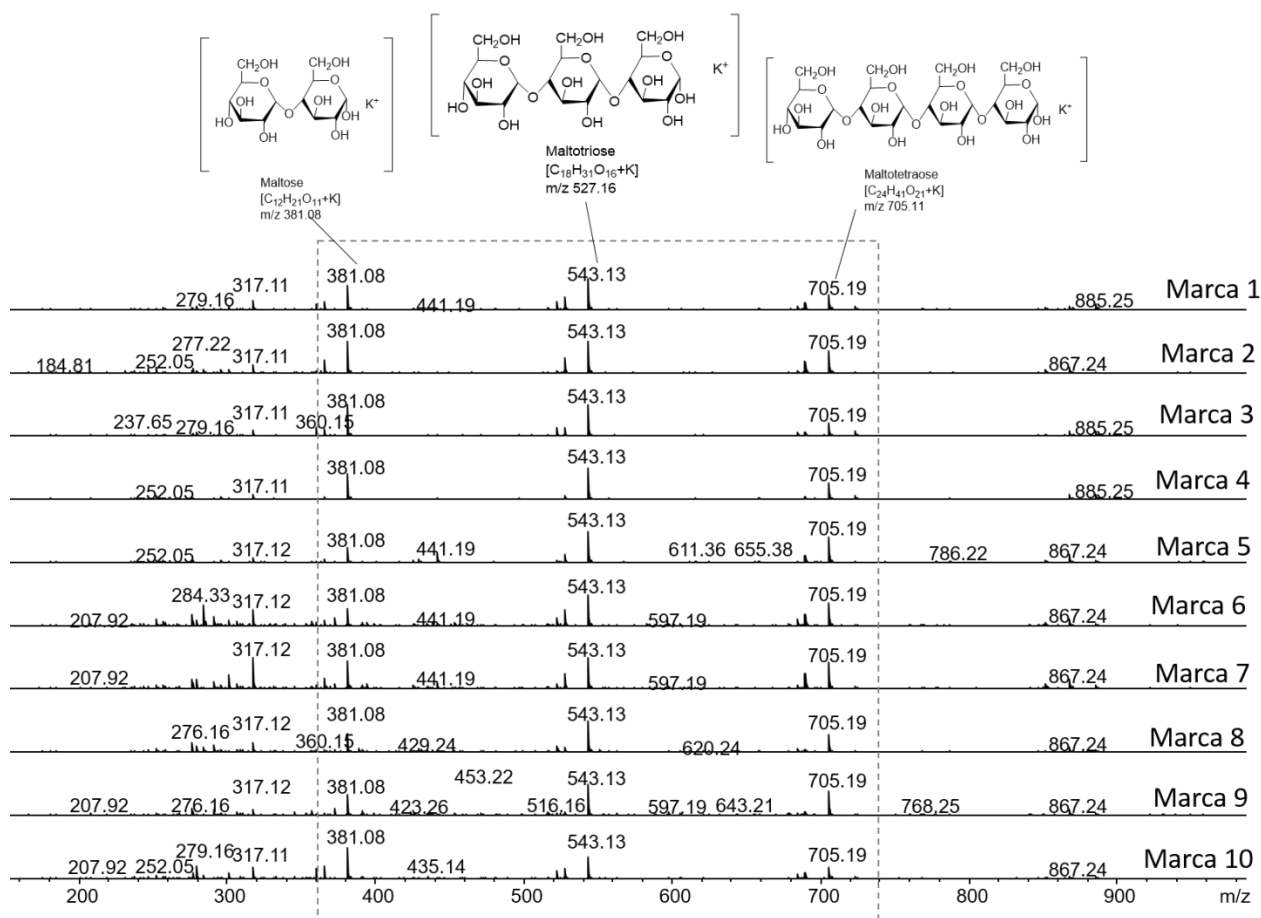 CH₂OH CH₂OH
O O
OH OH K⁺
HO O OH
OH OH
CH₂OH CH₂OH CH₂OH
O O O
K⁺
OH OH OH
HO O O OH
OH OH OH
CH₂OH CH₂OH CH₂OH CH₂OH
O O O O
OH OH OH OH K⁺
HO O O O OH
OH OH OH OH
Maltose
[C₁₂H₂₁O₁₁+K]
m/z 381.08
Maltotriose
[C₁₈H₃₁O₁₆+K]
m/z 527.16
Maltotetraose
[C₂₄H₄₁O₂₁+K]
m/z 705.11
279.16 317.11 381.08 441.19 543.13 705.19 885.25 Marca 1
184.81 252.05 277.22 317.11 381.08 543.13 705.19 867.24 Marca 2
237.65 279.16 317.11 360.15 381.08 543.13 705.19 885.25 Marca 3
252.05 317.11 381.08 543.13 705.19 885.25 Marca 4
252.05 317.12 381.08 441.19 543.13 611.36 655.38 705.19 786.22 867.24 Marca 5
207.92 284.33 317.12 381.08 441.19 543.13 597.19 705.19 867.24 Marca 6
207.92 317.12 381.08 441.19 543.13 597.19 705.19 867.24 Marca 7
276.16 317.12 360.15 381.08 429.24 543.13 620.24 705.19 867.24 Marca 8
207.92 276.16 317.12 381.08 423.26 453.22 516.16 543.13 597.19 643.21 705.19 768.25 867.24 Marca 9
207.92 252.05 279.16 317.11 381.08 435.14 543.13 705.19 867.24 Marca 10
200 300 400 500 600 700 800 900 m/z